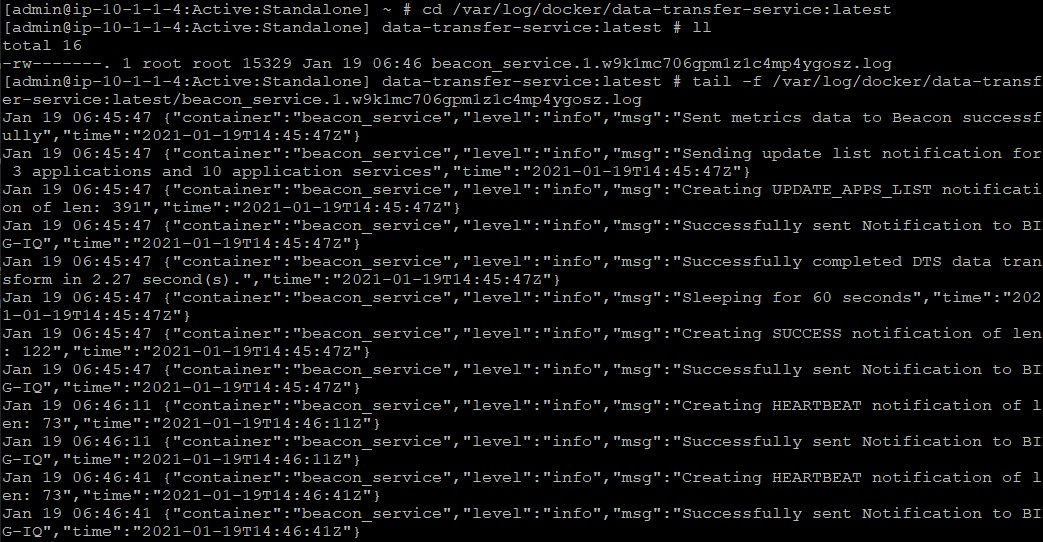 [admin@ip-10-1-1-4:Active:Standalone] ~ # cd /var/log/docker/data-transfer-service:latest
[admin@ip-10-1-1-4:Active:Standalone] data-transfer-service:latest # ll
total 16
-rw-------. 1 root root 15329 Jan 19 06:46 beacon_service.1.w9k1mc706gpm1z1c4mp4ygosz.log
[admin@ip-10-1-1-4:Active:Standalone] data-transfer-service:latest # tail -f /var/log/docker/data-transf
er-service:latest/beacon_service.1.w9k1mc706gpm1z1c4mp4ygosz.log
Jan 19 06:45:47 {"container":"beacon_service","level":"info","msg":"Sent metrics data to Beacon successf
ully","time":"2021-01-19T14:45:47Z"}
Jan 19 06:45:47 {"container":"beacon_service","level":"info","msg":"Sending update list notification for
 3 applications and 10 application services","time":"2021-01-19T14:45:47Z"}
Jan 19 06:45:47 {"container":"beacon_service","level":"info","msg":"Creating UPDATE_APPS_LIST notificati
on of len: 391","time":"2021-01-19T14:45:47Z"}
Jan 19 06:45:47 {"container":"beacon_service","level":"info","msg":"Successfully sent Notification to BI
G-IQ","time":"2021-01-19T14:45:47Z"}
Jan 19 06:45:47 {"container":"beacon_service","level":"info","msg":"Successfully completed DTS data tran
sform in 2.27 second(s).","time":"2021-01-19T14:45:47Z"}
Jan 19 06:45:47 {"container":"beacon_service","level":"info","msg":"Sleeping for 60 seconds","time":"202
1-01-19T14:45:47Z"}
Jan 19 06:45:47 {"container":"beacon_service","level":"info","msg":"Creating SUCCESS notification of len
: 122","time":"2021-01-19T14:45:47Z"}
Jan 19 06:45:47 {"container":"beacon_service","level":"info","msg":"Successfully sent Notification to BI
G-IQ","time":"2021-01-19T14:45:47Z"}
Jan 19 06:46:11 {"container":"beacon_service","level":"info","msg":"Creating HEARTBEAT notification of l
en: 73","time":"2021-01-19T14:46:11Z"}
Jan 19 06:46:11 {"container":"beacon_service","level":"info","msg":"Successfully sent Notification to BI
G-IQ","time":"2021-01-19T14:46:11Z"}
Jan 19 06:46:41 {"container":"beacon_service","level":"info","msg":"Creating HEARTBEAT notification of l
en: 73","time":"2021-01-19T14:46:41Z"}
Jan 19 06:46:41 {"container":"beacon_service","level":"info","msg":"Successfully sent Notification to BI
G-IQ","time":"2021-01-19T14:46:41Z"}